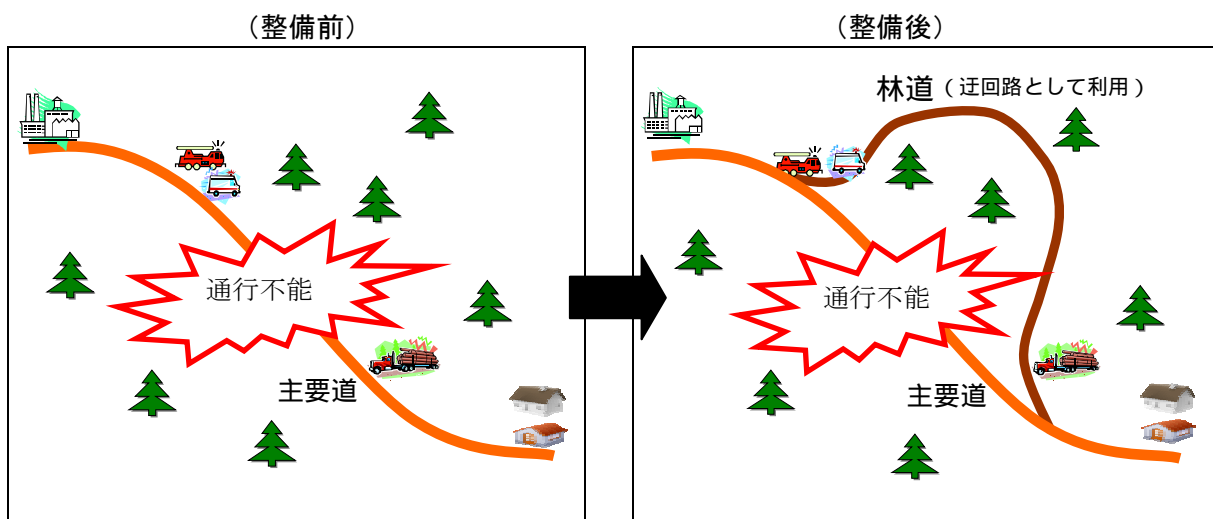 （整備前）
通行不能
主要道
（整備後）
林道（迂回路として利用）
通行不能
主要道